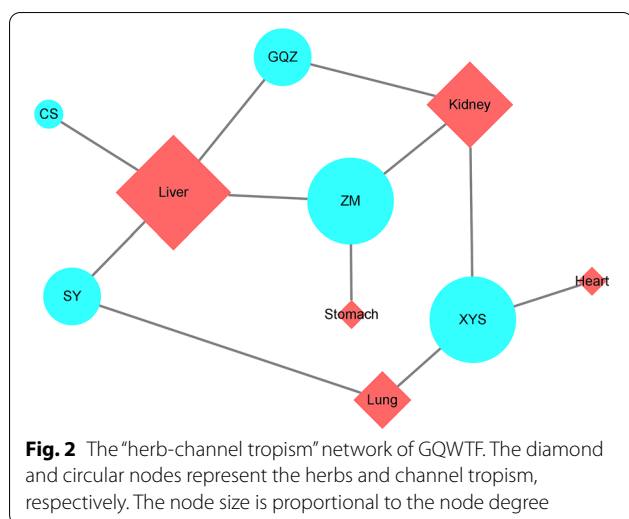 GQZ
Kidney
CS
Liver
ZM
Heart
SY
Stomach
XYS
Lung
Fig. 2 The "herb-channel tropism" network of GQWTF. The diamond
and circular nodes represent the herbs and channel tropism,
respectively. The node size is proportional to the node degree